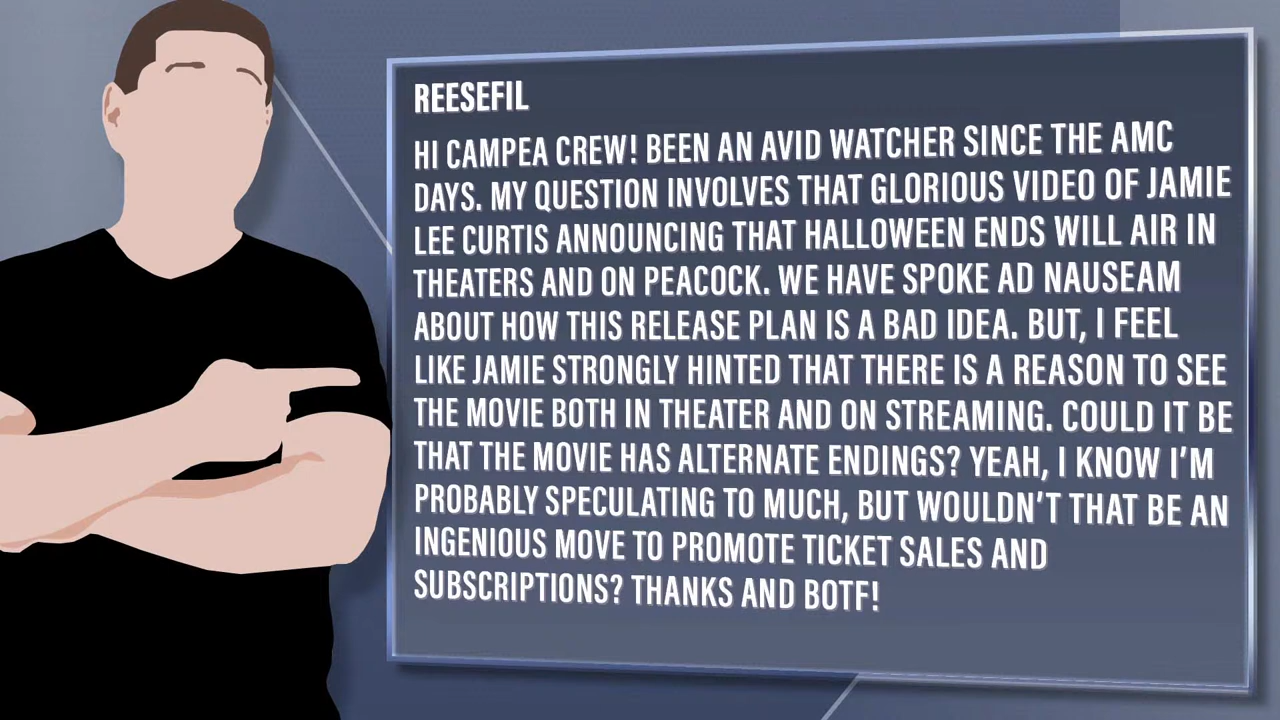 REESEFIL
HI CAMPEA CREW! BEEN AN AVID WATCHER SINCE THE AMC
DAYS. MY QUESTION INVOLVES THAT GLORIOUS VIDEO OF JAMIE
LEE CURTIS ANNOUNCING THAT HALLOWEEN ENDS WILL AIR IN
THEATERS AND ON PEACOCK. WE HAVE SPOKE AD NAUSEAM
ABOUT HOW THIS RELEASE PLAN IS A BAD IDEA. BUT, I FEEL
LIKE JAMIE STRONGLY HINTED THAT THERE IS A REASON TO SEE
THE MOVIE BOTH IN THEATER AND ON STREAMING. COULD IT BE
THAT THE MOVIE HAS ALTERNATE ENDINGS? YEAH, I KNOW I'M
PROBABLY SPECULATING TO MUCH, BUT WOULDN'T THAT BE AN
INGENIOUS MOVE TO PROMOTE TICKET SALES AND
SUBSCRIPTIONS? THANKS AND BOTF!